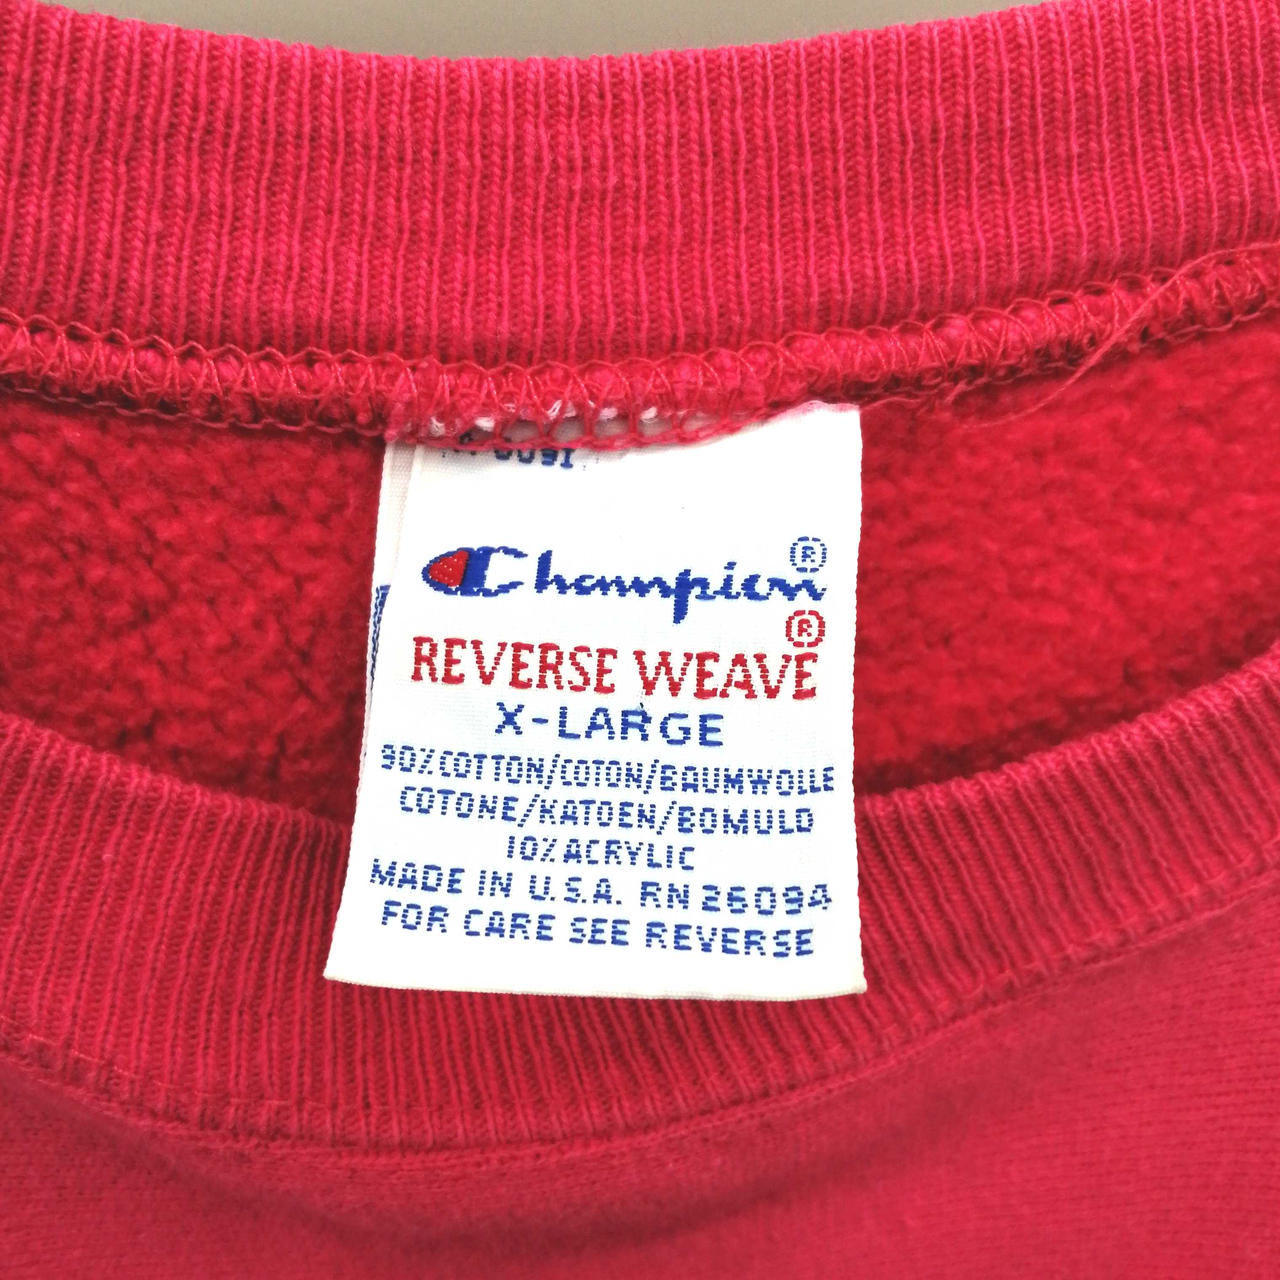 Champion®
REVERSE WEAVE®
X-LARGE
90%COTTON/COTON/BAUMWOLLE
COTONE/KATOEN/BOMULD
10%ACRYLIC
MADE IN U.S.A. RN 26094
FOR CARE SEE REVERSE